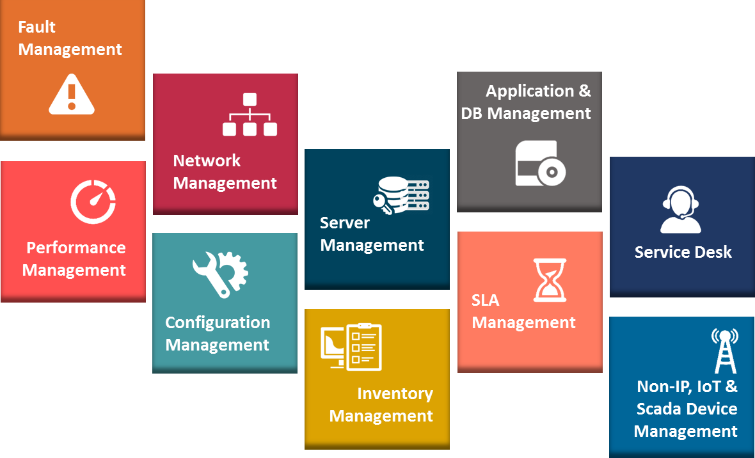 Fault
Management
Performance
Management
Network
Management
Configuration
Management
Server
Management
Inventory
Management
Application &
DB Management
SLA
Management
Service Desk
Non-IP, IoT &
Scada Device
Management